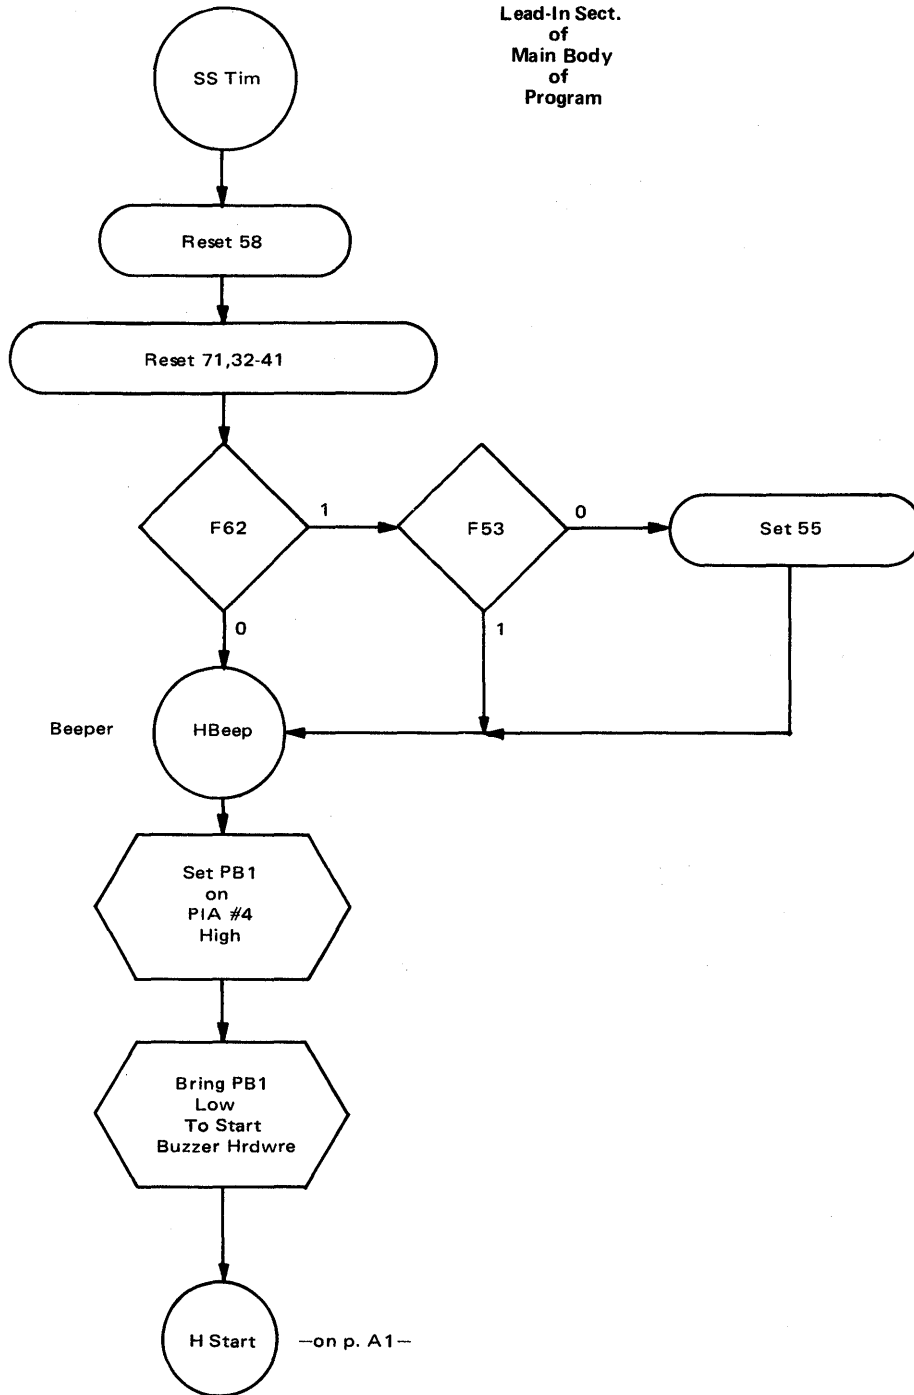 Lead-In Sect.
of
Main Body
of
Program
SS Tim
Reset 58
Reset 71,32-41
F62
1
F53
0
Set 55
0
1
Beeper
HBeep
Set PB1
on
PIA #4
High
Bring PB1
Low
To Start
Buzzer Hrdwre
H Start
—on p. A1—